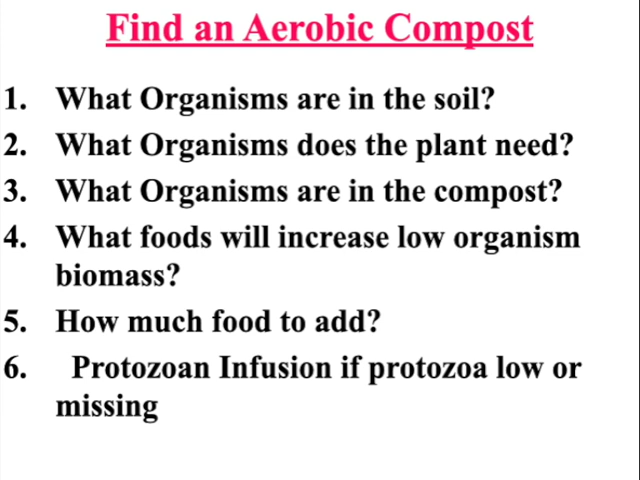 Find an Aerobic Compost
1. What Organisms are in the soil?
2. What Organisms does the plant need?
3. What Organisms are in the compost?
4. What foods will increase low organism
biomass?
5. How much food to add?
6. Protozoan Infusion if protozoa low or
missing